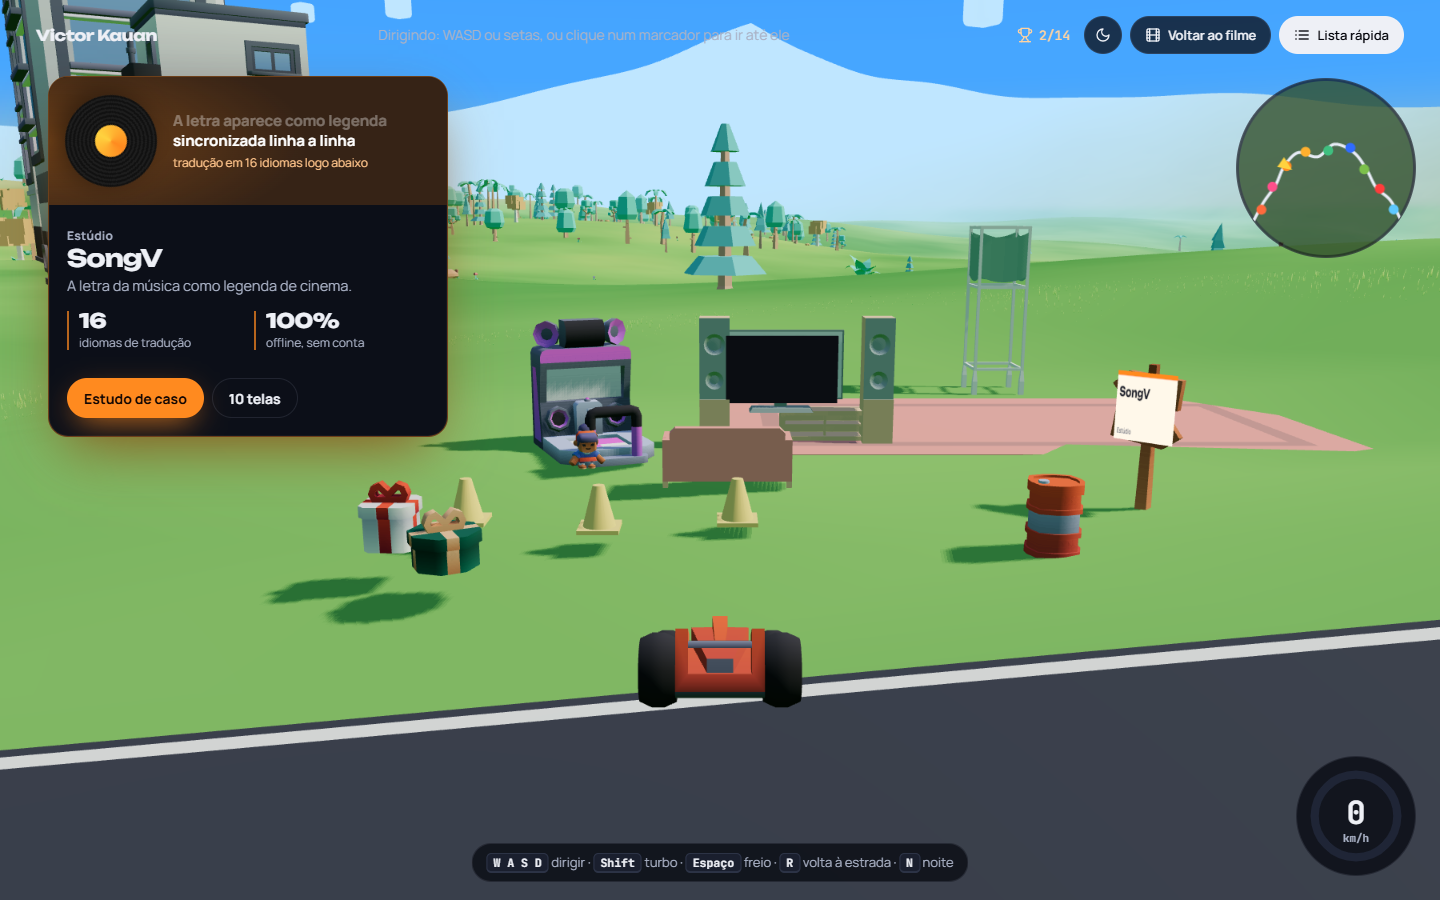 Victor Kauan
Dirigindo: WASD ou setas, ou clique num marcador para ir até ele
2/14
Voltar ao filme
Lista rápida
A letra aparece como legenda
sincronizada linha a linha
tradução em 16 idiomas logo abaixo
Estúdio
SongV
A letra da música como legenda de cinema.
16
idiomas de tradução
100%
offline, sem conta
Estudo de caso
10 telas
SongV
Estúdio
0
km/h
W A S D dirigir · Shift turbo · Espaço freio · R volta à estrada · N noite